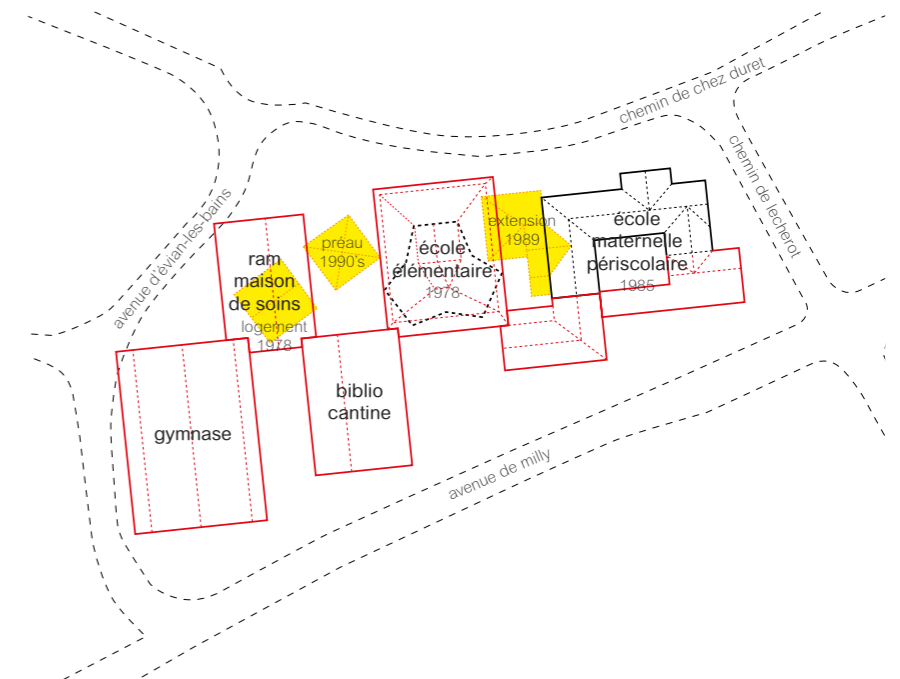 chemin de chez duret
chemin de lecherot
avenue d'évian-les-bains
préau
1990's
extension
1989
école
maternelle
périscolaire
1985
école
élémentaire
1978
ram
maison
de soins
logement
1978
biblio
cantine
gymnase
avenue de milly